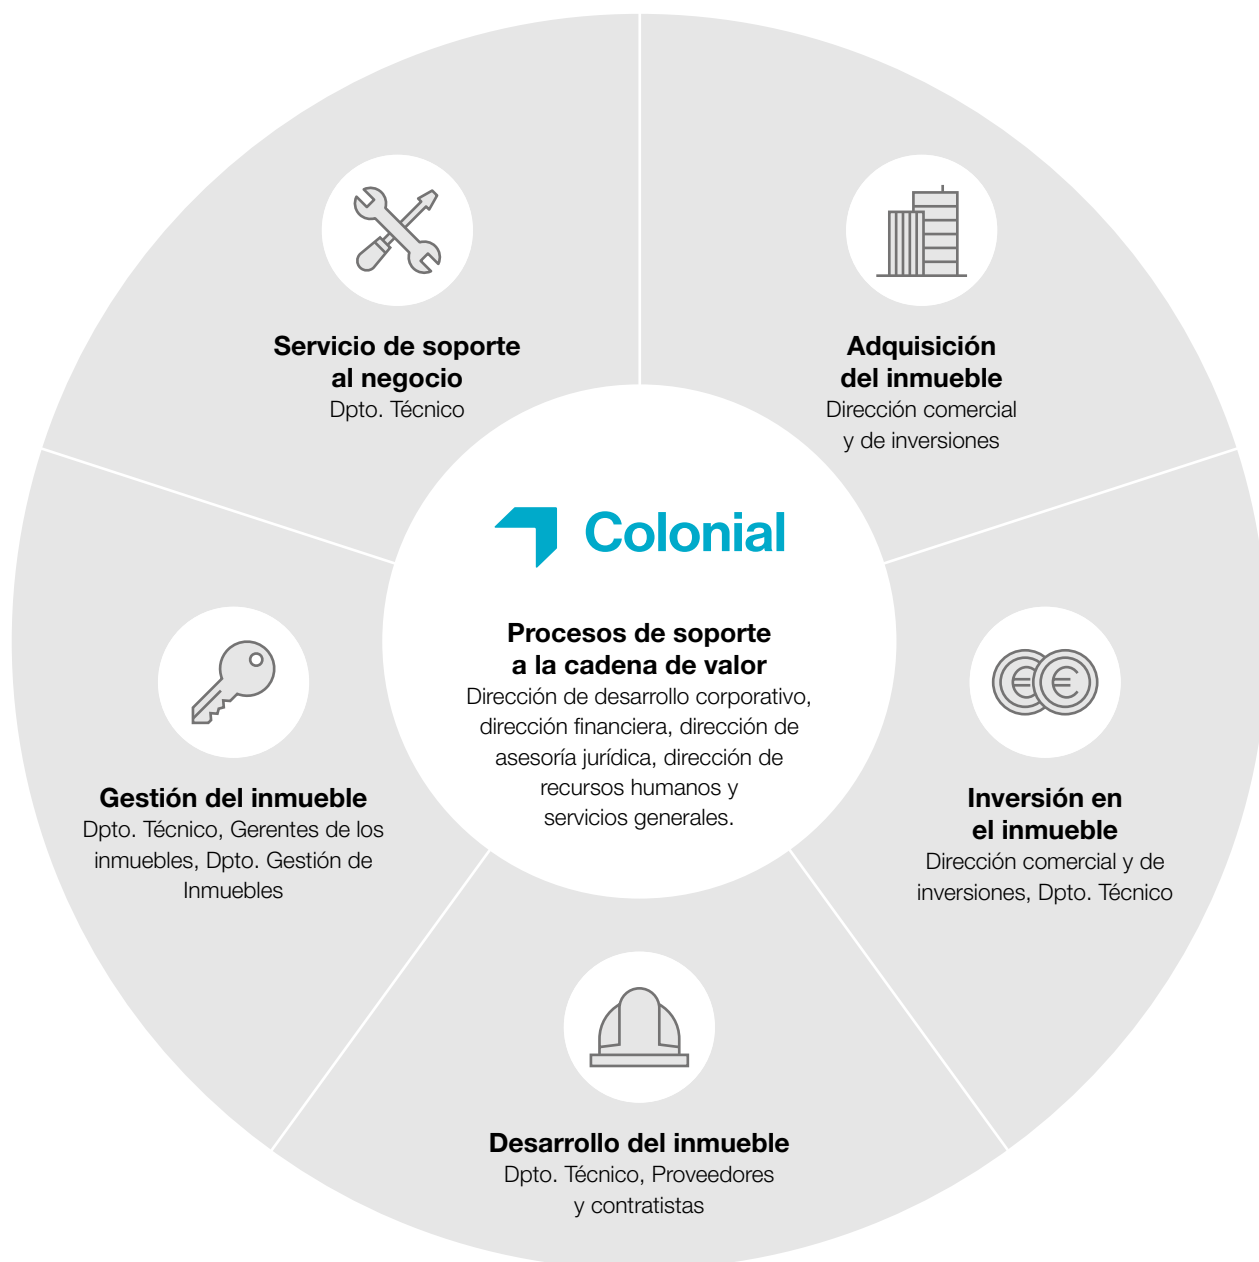 Servicio de soporte
al negocio
Dpto. Técnico
Adquisición
del inmueble
Dirección comercial
y de inversiones
Colonial
Procesos de soporte
a la cadena de valor
Dirección de desarrollo corporativo,
dirección financiera, dirección de
asesoría jurídica, dirección de
recursos humanos y
servicios generales.
Gestión del inmueble
Dpto. Técnico, Gerentes de los
inmuebles, Dpto. Gestión de
Inmuebles
Inversión en
el inmueble
Dirección comercial y de
inversiones, Dpto. Técnico
Desarrollo del inmueble
Dpto. Técnico, Proveedores
y contratistas